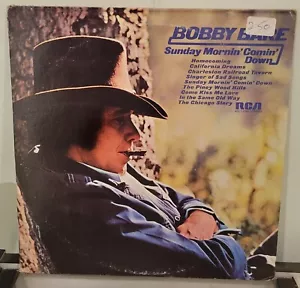 BOBBY BARE
Sunday Mornin' Comin'
Down
Homecoming
California Dreams
Charleston Railroad Tavern
Singer of Sad Songs
Sunday Mornin' Comin' Down
The Piney Wood Hills
Come Kiss Me Love
In the Same Old Way
The Chicago Story
RCA